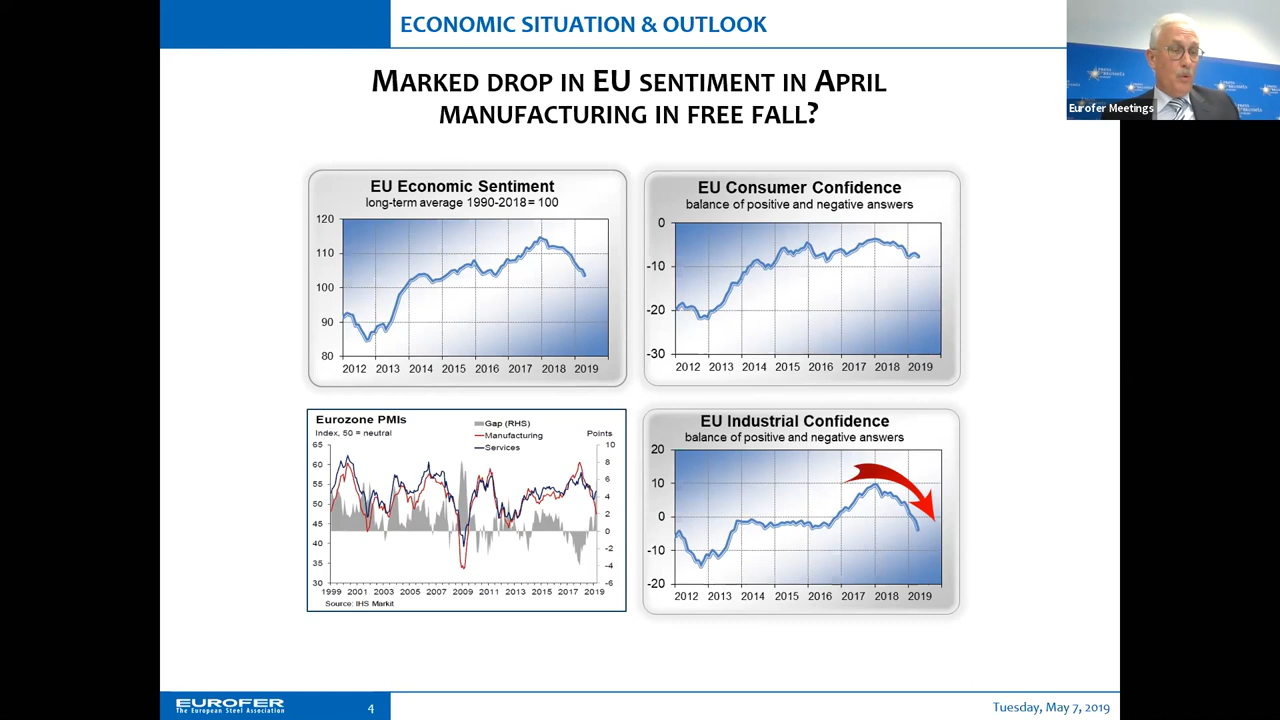 ECONOMIC SITUATION & OUTLOOK
Eurofer Meetings
MARKED DROP IN EU SENTIMENT IN APRIL
MANUFACTURING IN FREE FALL?
EU Economic Sentiment
long-term average 1990-2018= 100
120
110
100
90
80
2012 2013 2014 2015 2016 2017 2018 2019
EU Consumer Confidence
balance of positive and negative answers
0
-10
-20
-30
2012 2013 2014 2015 2016 2017 2018 2019
Eurozone PMIs
Index, 50 = neutral
Gap (RHS)
Manufacturing
Services
Points
65
60
55
50
45
40
35
30
10
8
6
4
2
0
-2
-4
-6
1999 2001 2003 2005 2007 2009 2011 2013 2015 2017 2019
Source: IHS Markit
EU Industrial Confidence
balance of positive and negative answers
20
10
0
-10
-20
2012 2013 2014 2015 2016 2017 2018 2019
EUROFER
The European Steel Association
4
Tuesday, May 7, 2019